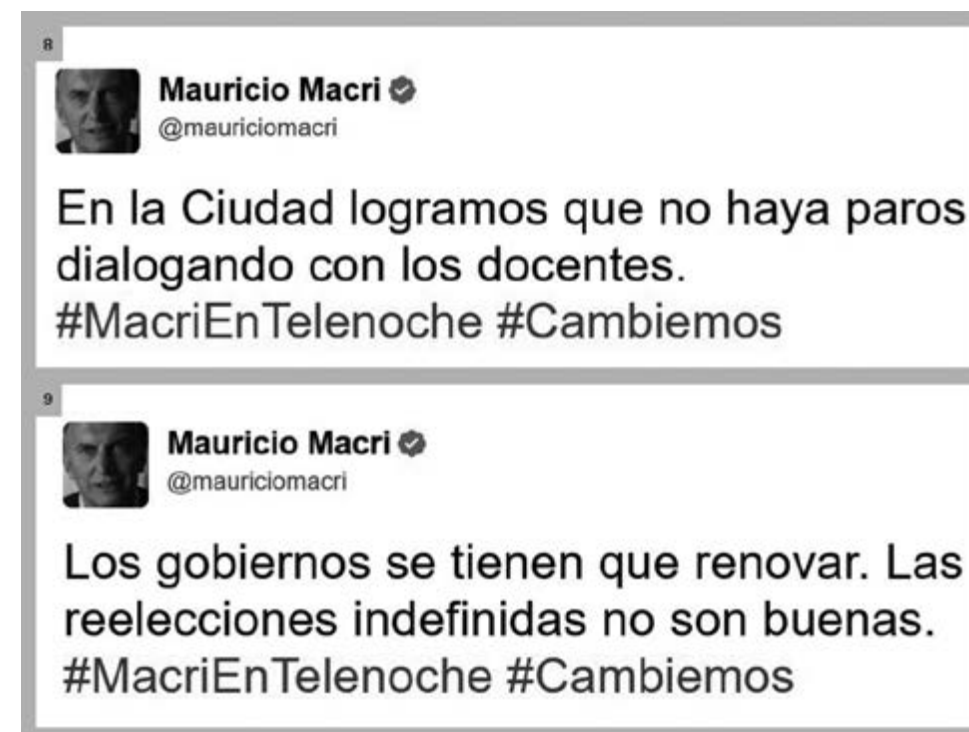 8
Mauricio Macri
@mauriciomacri
En la Ciudad logramos que no haya paros
dialogando con los docentes.
#MacriEnTelenoche #Cambiemos
9
Mauricio Macri
@mauriciomacri
Los gobiernos se tienen que renovar. Las
reelecciones indefinidas no son buenas.
#MacriEnTelenoche #Cambiemos